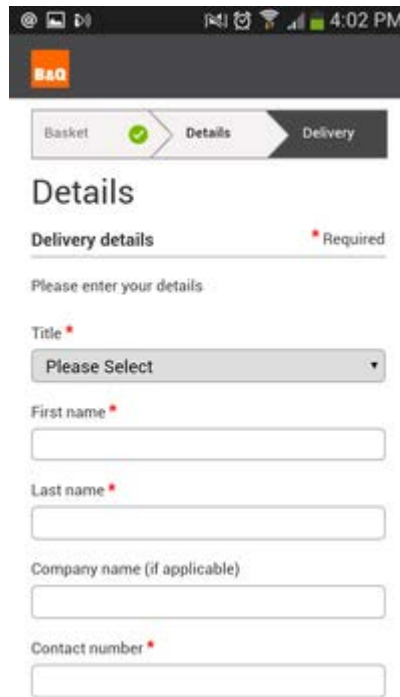 4:02 PM
B&Q
Basket Details Delivery
Details
Delivery details * Required
Please enter your details
Title *
Please Select
First name *
Last name *
Company name (if applicable)
Contact number *